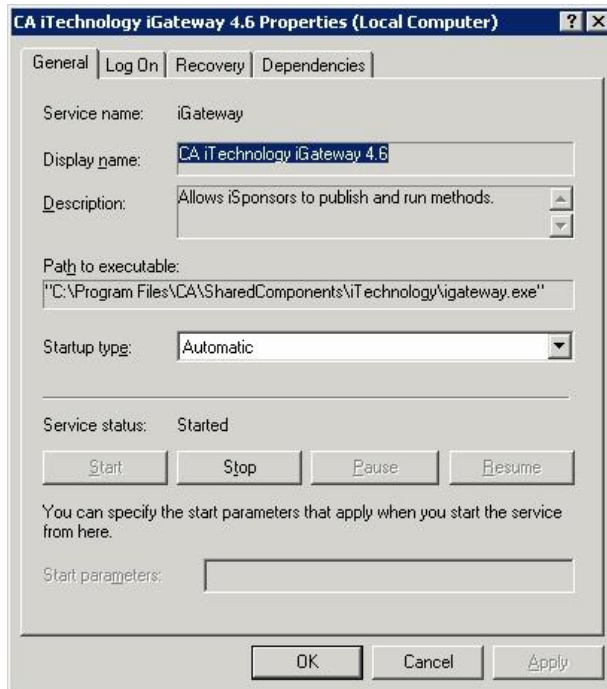 CA iTechnology iGateway 4.6 Properties (Local Computer)
General Log On Recovery Dependencies
Service name: iGateway
Display name: CA iTechnology iGateway 4.6
Description: Allows iSponsors to publish and run methods.
Path to executable:
"C:\Program Files\CA\SharedComponents\iTechnology\igateway.exe"
Startup type: Automatic
Service status: Started
Start Stop Pause Resume
You can specify the start parameters that apply when you start the service
from here.
Start parameters:
OK Cancel Apply